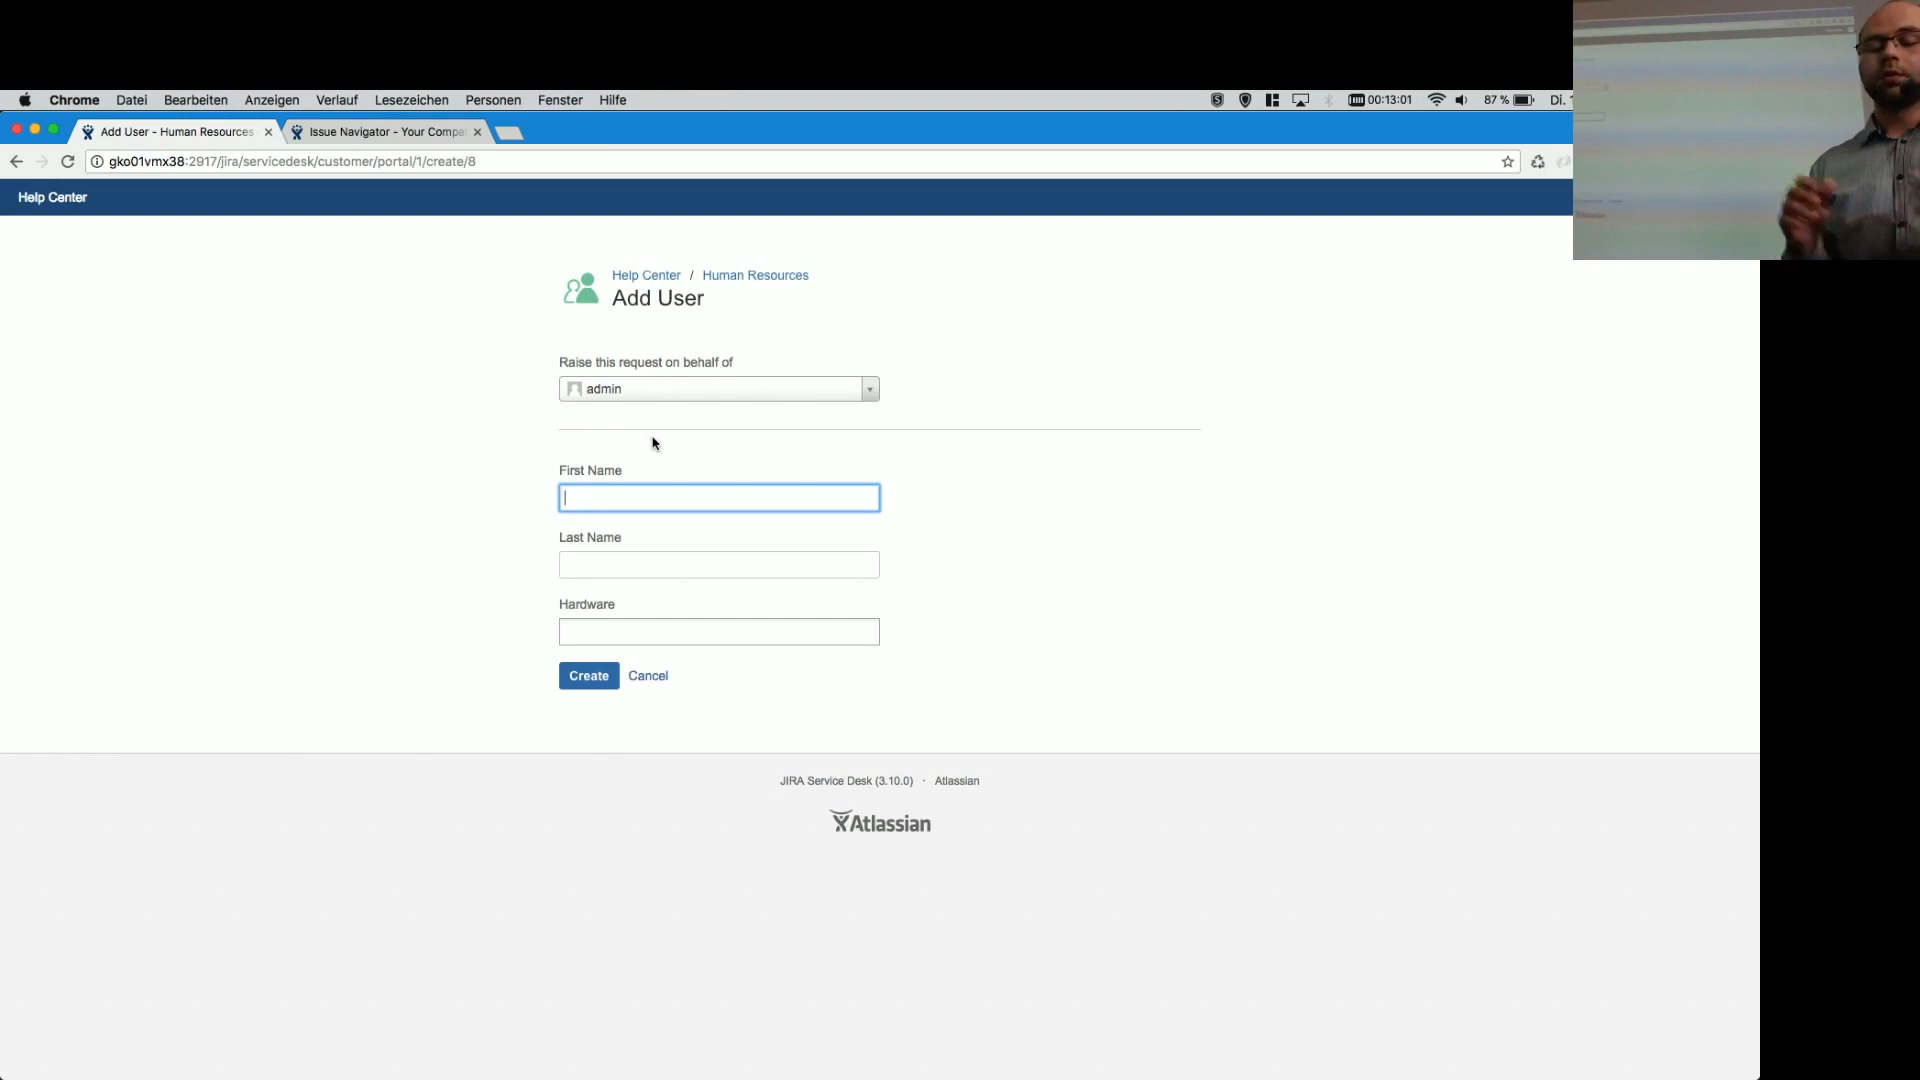 Chrome Datei Bearbeiten Anzeigen Verlauf Lesezeichen Personen Fenster Hilfe 00:13:01 87 % Di.
Add User - Human Resources Issue Navigator - Your Compa
gko01vmx38:2917/jira/servicedesk/customer/portal/1/create/8
Help Center
Help Center / Human Resources
Add User
Raise this request on behalf of
admin
First Name
Last Name
Hardware
Create Cancel
JIRA Service Desk (3.10.0) · Atlassian
Atlassian